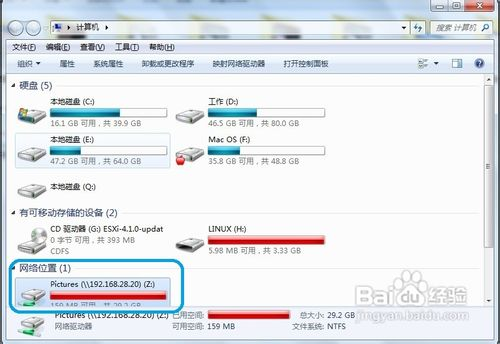 计算机
搜索 计算机
文件(F) 编辑(E) 查看(V) 工具(T) 帮助(H)
组织 属性 系统属性 卸载或更改程序 映射网络驱动器 打开控制面板
硬盘 (5)
本地磁盘 (C:)
16.1 GB 可用，共 39.9 GB
工作 (D:)
46.5 GB 可用，共 80.0 GB
本地磁盘 (E:)
47.2 GB 可用，共 64.0 GB
Mac OS (F:)
35.8 GB 可用，共 48.8 GB
本地磁盘 (Q:)
有可移动存储的设备 (2)
CD 驱动器 (G:) ESXi-4.1.0-updat
0 字节 可用，共 393 MB
CDFS
LINUX (H:)
5.98 MB 可用，共 3.33 GB
网络位置 (1)
Pictures (\\192.168.28.20) (Z:)
159 MB 可用，共 29.2 GB
Pictures (\\192.168.28.20) (Z:) 已用空间: 总大小: 29.2 GB
网络驱动器 可用空间: 159 MB 文件系统: NTFS
Baidu 经验
jingyan.baidu.com